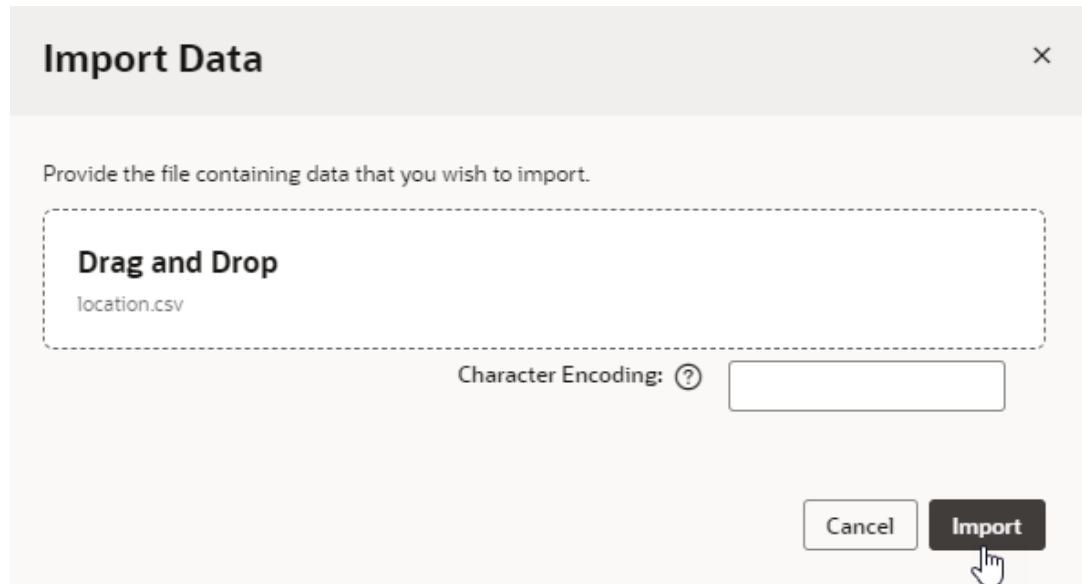 Import Data
Provide the file containing data that you wish to import.
Drag and Drop
location.csv
Character Encoding:
Cancel
Import